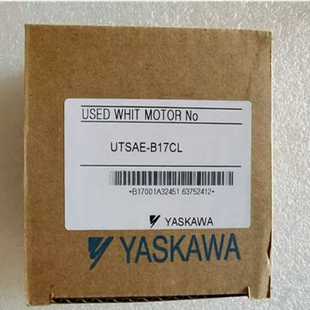 USED WHIT MOTOR No
UTSAE-B17CL
*B17001A32451 63752412*
YASKAWA
YASKAWA